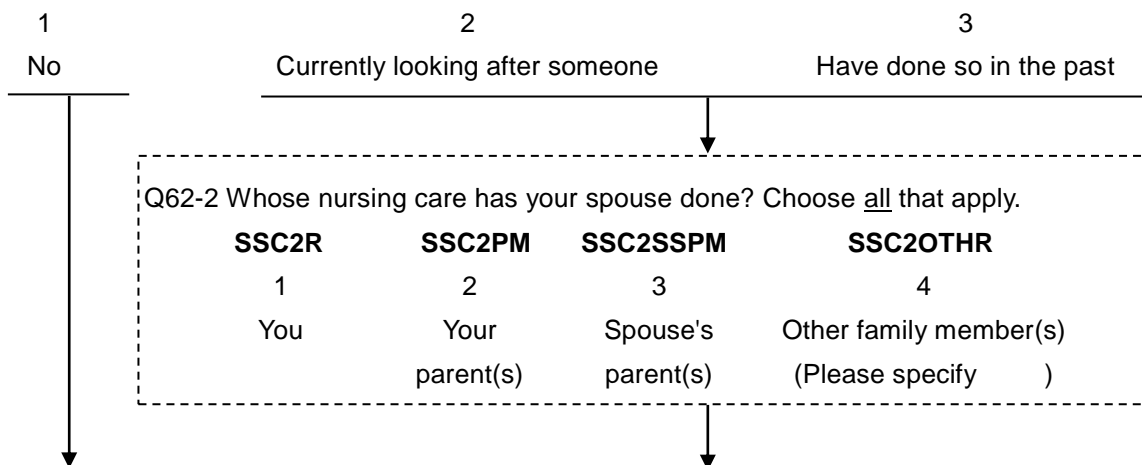 1 2 3
No Currently looking after someone Have done so in the past
Q62-2 Whose nursing care has your spouse done? Choose all that apply.
SSC2R SSC2PM SSC2SSPM SSC2OTHR
1 2 3 4
You Your Spouse's Other family member(s)
parent(s) parent(s) (Please specify )